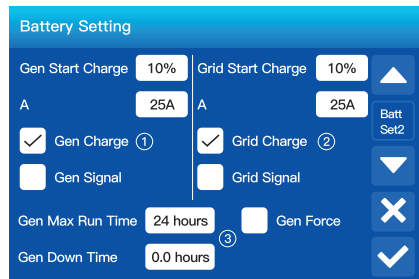 Battery Setting
Gen Start Charge 10% Grid Start Charge 10%
A 25A A 25A
Batt
Set2
Gen Charge ① Grid Charge ②
Gen Signal Grid Signal
Gen Max Run Time 24 hours Gen Force
③
Gen Down Time 0.0 hours